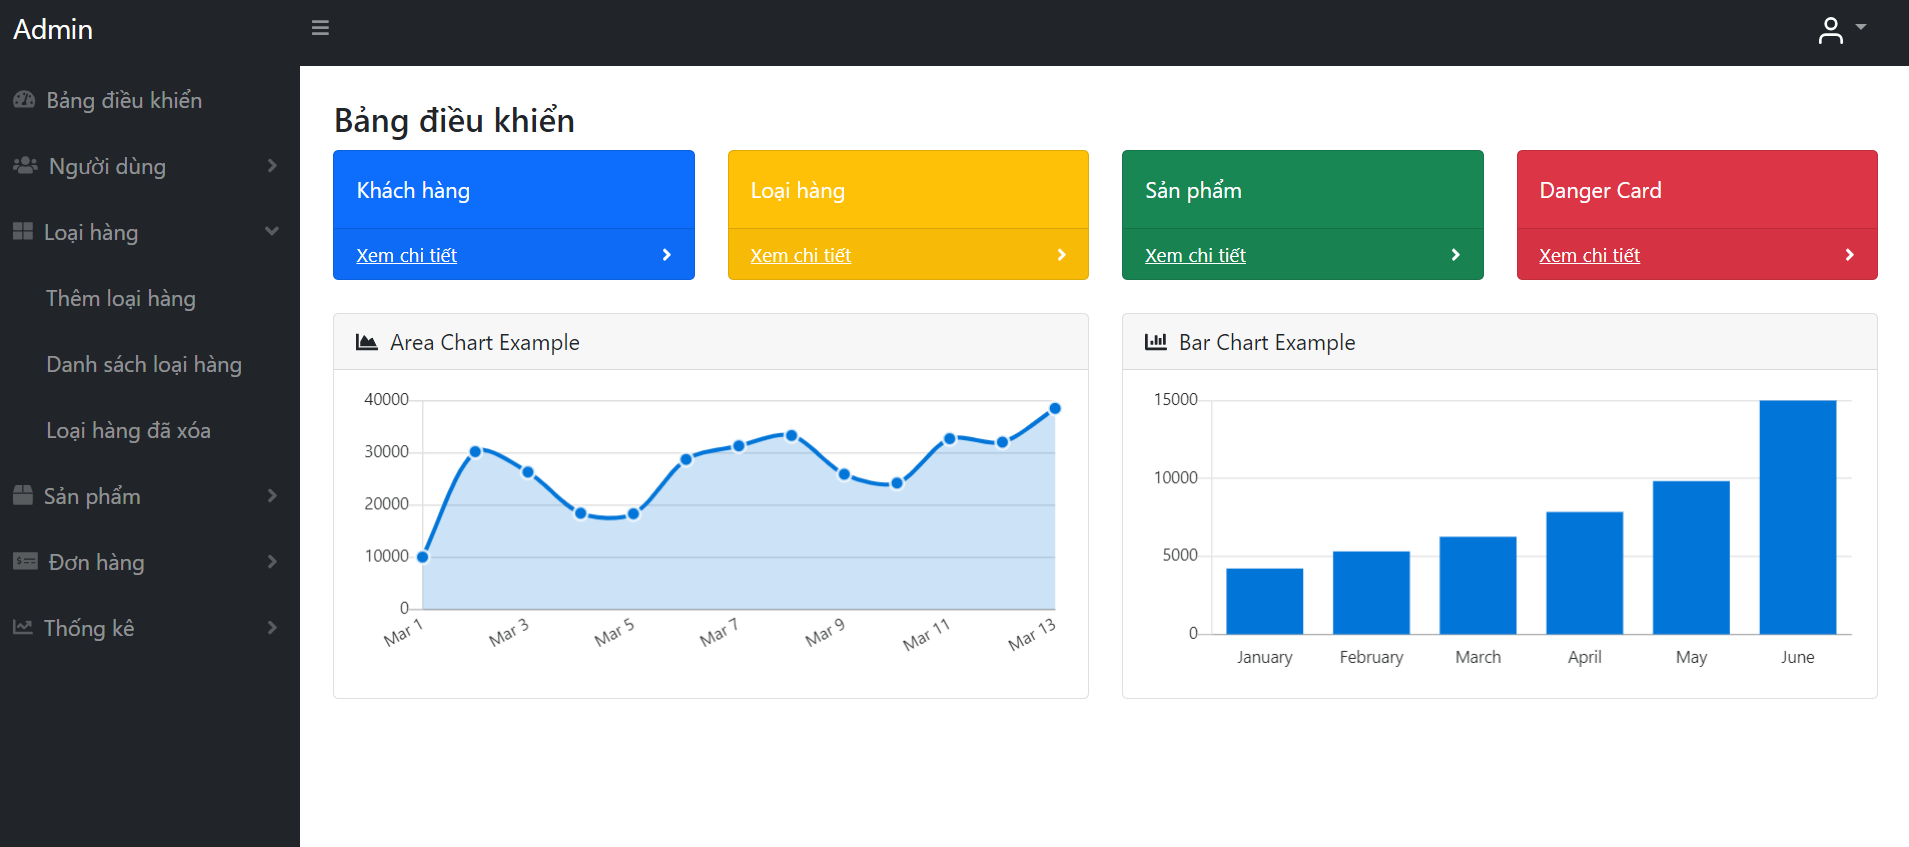 Admin
Bảng điều khiển
Người dùng
Loại hàng
Thêm loại hàng
Danh sách loại hàng
Loại hàng đã xóa
Sản phẩm
Đơn hàng
Thống kê
Bảng điều khiển
Khách hàng
Xem chi tiết
Loại hàng
Xem chi tiết
Sản phẩm
Xem chi tiết
Danger Card
Xem chi tiết
Area Chart Example
40000
30000
20000
10000
0
Mar 1 Mar 3 Mar 5 Mar 7 Mar 9 Mar 11 Mar 13
Bar Chart Example
15000
10000
5000
0
January February March April May June